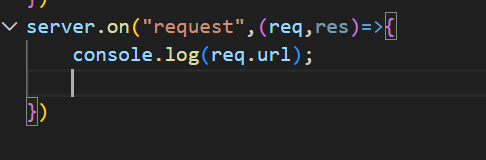 })
server.on("request",(req,res)=>{
console.log(req.url);
})